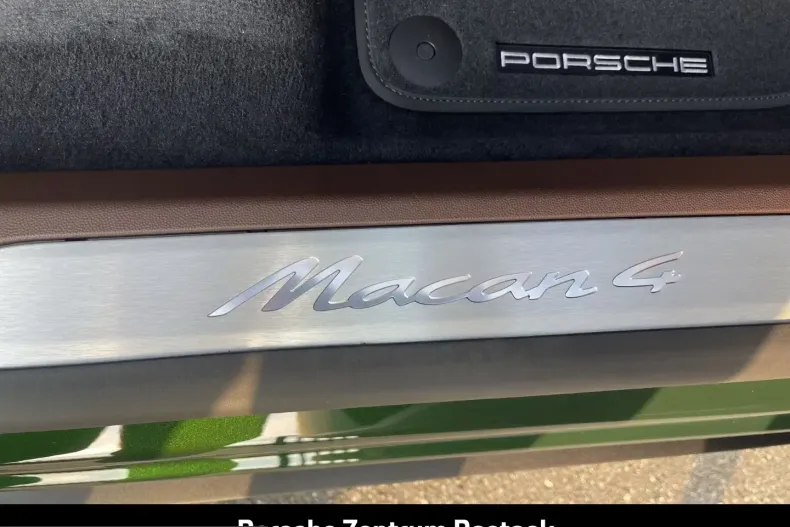 PORSCHE
Macan 4
Porsche Zentrum Rostock